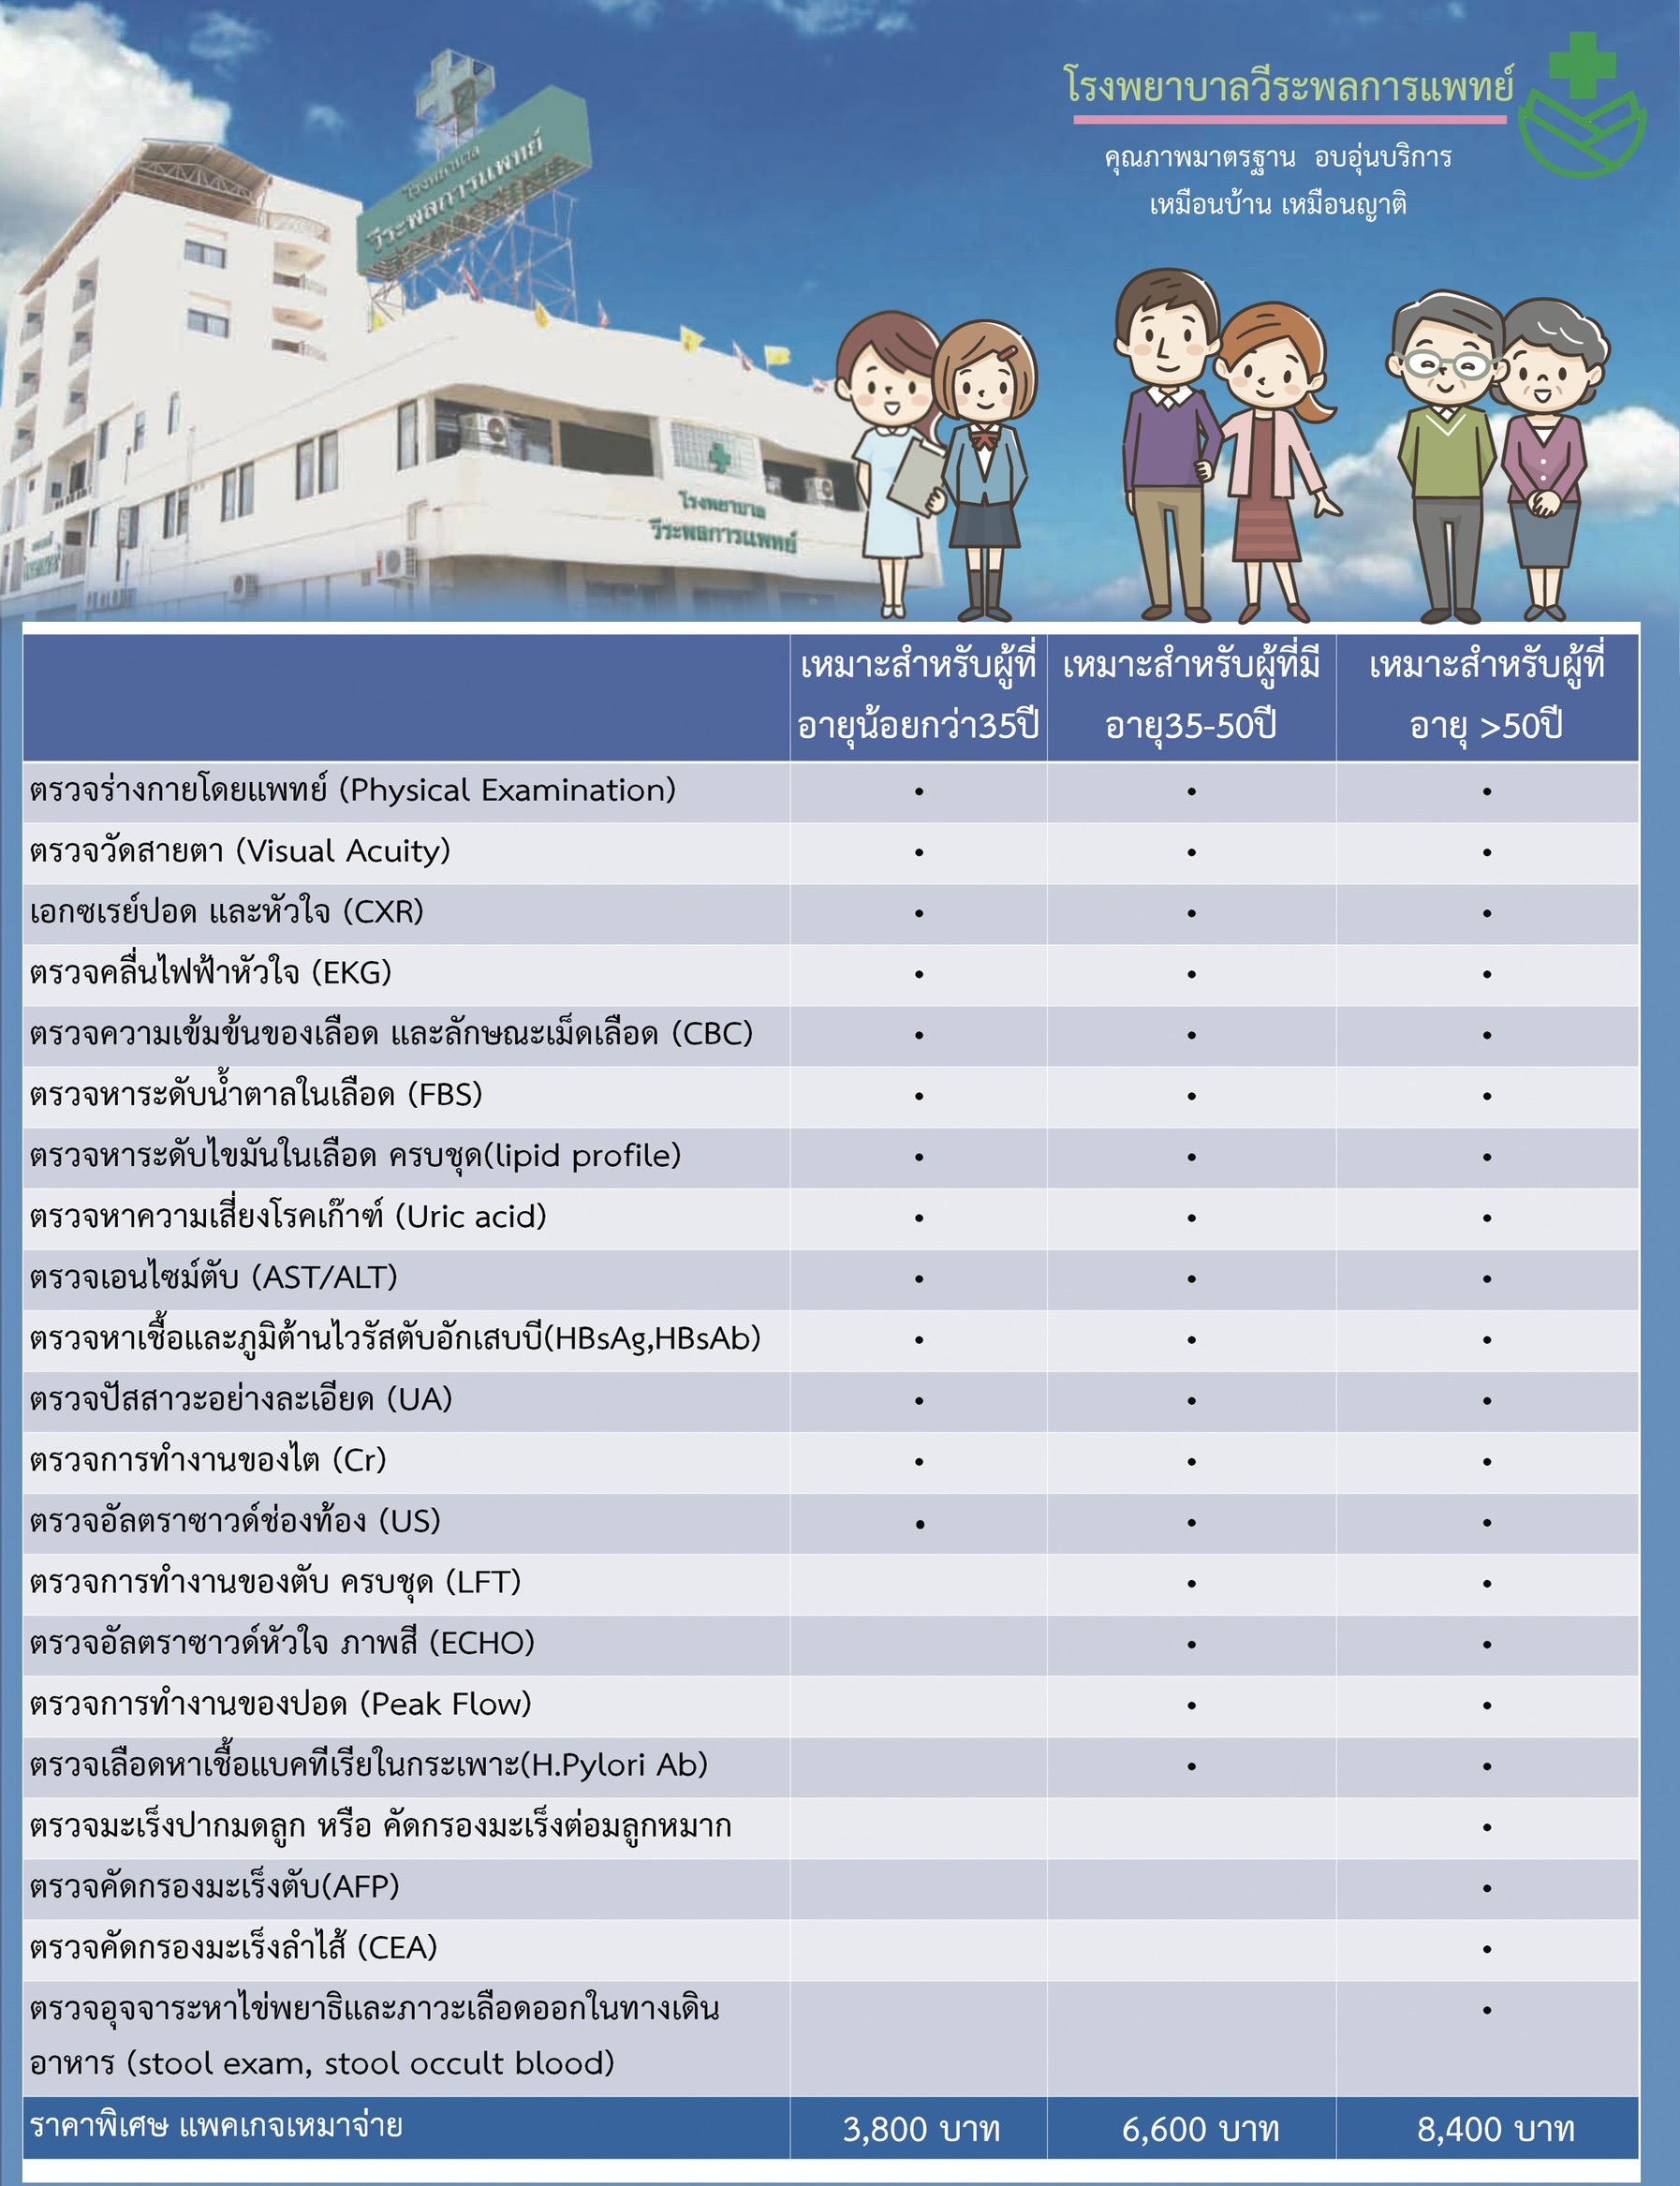 โรงพยาบาลวีระพลการแพทย์
คุณภาพมาตรฐาน อบอุ่นบริการ
เหมือนบ้าน เหมือนญาติ
โรงพยาบาล
วีระพลการแพทย์
โรงพยาบาล
วีระพลการแพทย์
เหมาะสำหรับผู้ที่อายุน้อยกว่า35ปี เหมาะสำหรับผู้ที่มีอายุ35-50ปี เหมาะสำหรับผู้ที่อายุ >50ปี
ตรวจร่างกายโดยแพทย์ (Physical Examination) • • •
ตรวจวัดสายตา (Visual Acuity) • • •
เอกซเรย์ปอด และหัวใจ (CXR) • • •
ตรวจคลื่นไฟฟ้าหัวใจ (EKG) • • •
ตรวจความเข้มข้นของเลือด และลักษณะเม็ดเลือด (CBC) • • •
ตรวจหาระดับน้ำตาลในเลือด (FBS) • • •
ตรวจหาระดับไขมันในเลือด ครบชุด(lipid profile) • • •
ตรวจหาความเสี่ยงโรคเก๊าฑ์ (Uric acid) • • •
ตรวจเอนไซม์ตับ (AST/ALT) • • •
ตรวจหาเชื้อและภูมิต้านไวรัสตับอักเสบบี(HBsAg,HBsAb) • • •
ตรวจปัสสาวะอย่างละเอียด (UA) • • •
ตรวจการทำงานของไต (Cr) • • •
ตรวจอัลตราซาวด์ช่องท้อง (US) • • •
ตรวจการทำงานของตับ ครบชุด (LFT) • •
ตรวจอัลตราซาวด์หัวใจ ภาพสี (ECHO) • •
ตรวจการทำงานของปอด (Peak Flow) • •
ตรวจเลือดหาเชื้อแบคทีเรียในกระเพาะ(H.Pylori Ab) • •
ตรวจมะเร็งปากมดลูก หรือ คัดกรองมะเร็งต่อมลูกหมาก •
ตรวจคัดกรองมะเร็งตับ(AFP) •
ตรวจคัดกรองมะเร็งลำไส้ (CEA) •
ตรวจอุจจาระหาไข่พยาธิและภาวะเลือดออกในทางเดิน •
อาหาร (stool exam, stool occult blood)
ราคาพิเศษ แพคเกจเหมาจ่าย 3,800 บาท 6,600 บาท 8,400 บาท